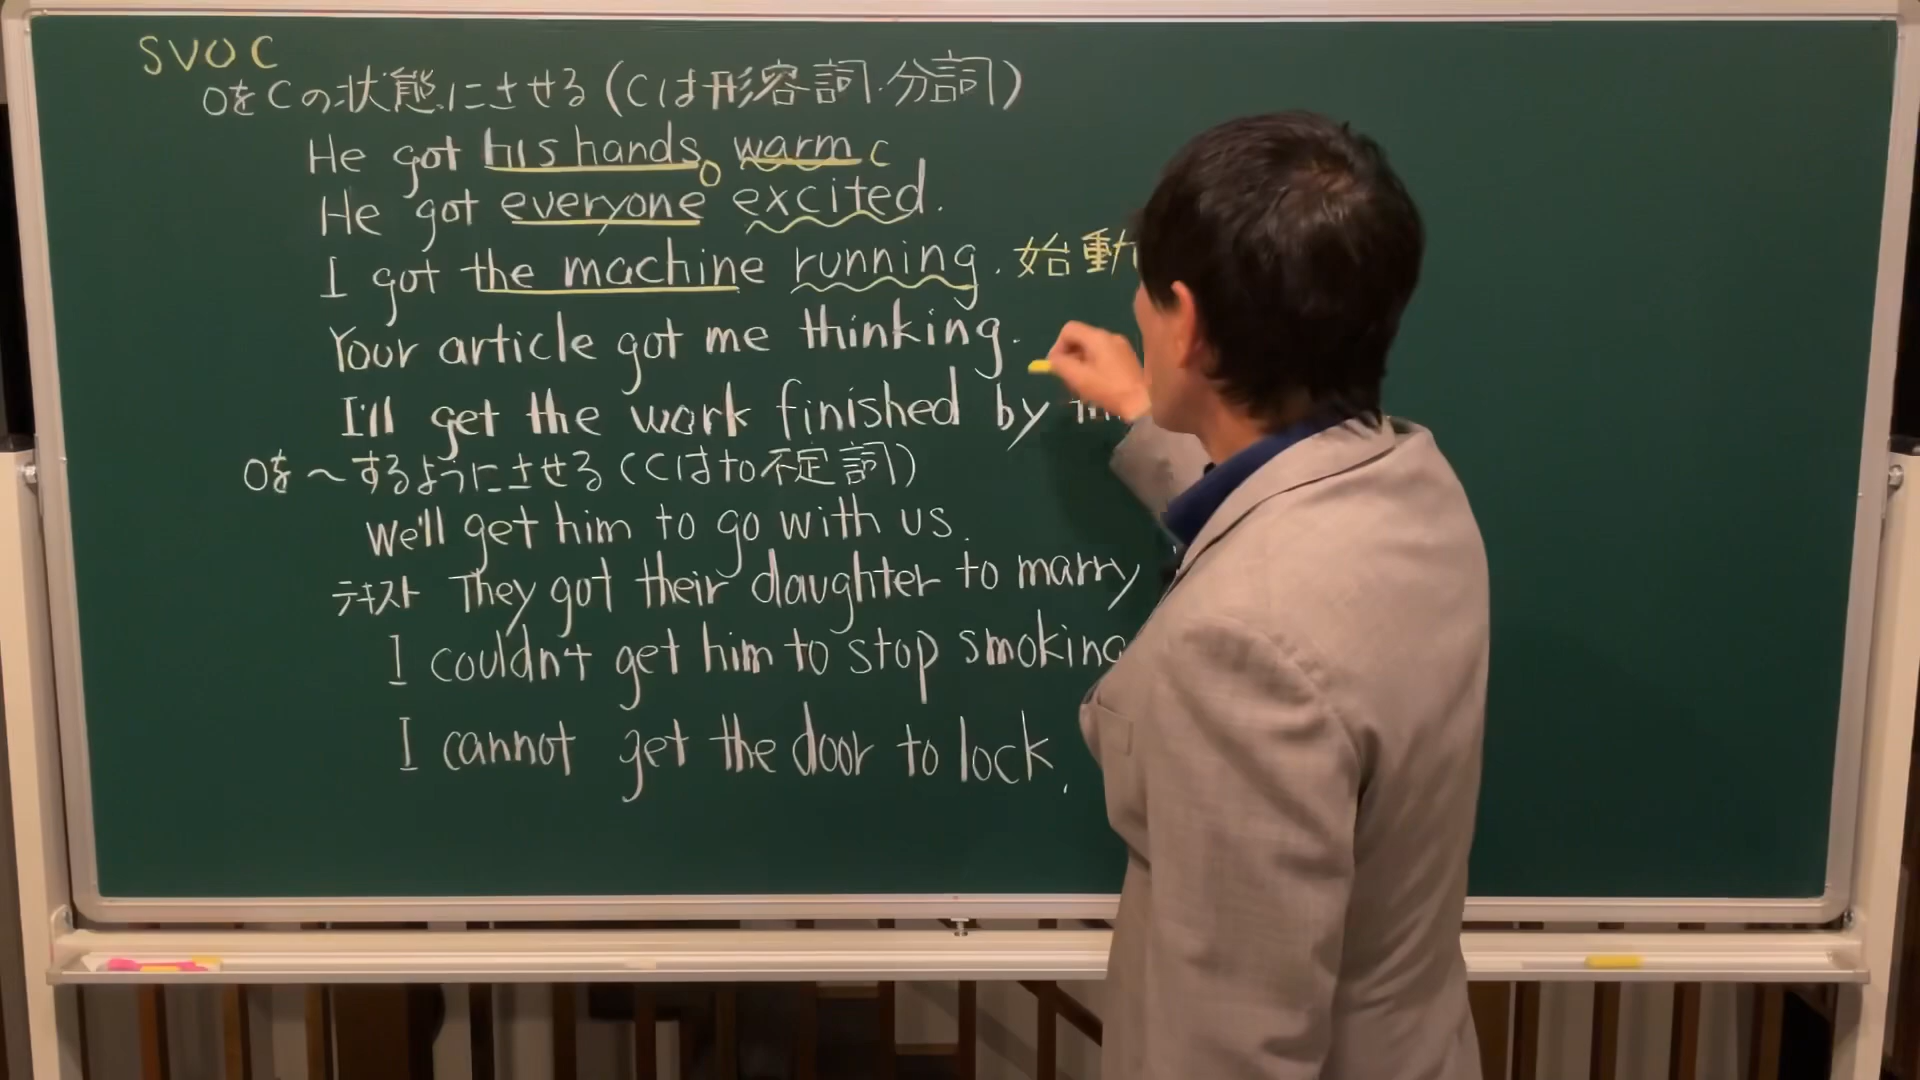 SVOC
OをCの状態にさせる(Cは形容詞・分詞)
He got his hands O warm C
He got everyone excited.
I got the machine running. 始動
Your article got me thinking.
I'll get the work finished by
Oを〜するようにさせる(Cはto不定詞)
We'll get him to go with us.
テキスト They got their daughter to marry
I couldn't get him to stop smoking
I cannot get the door to lock.